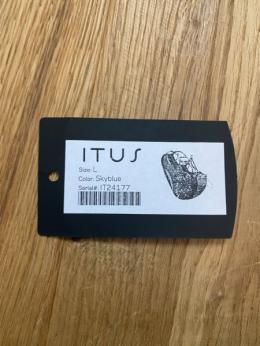 ITUS
Size: L
Color: Skyblue
Serial#: IT24177